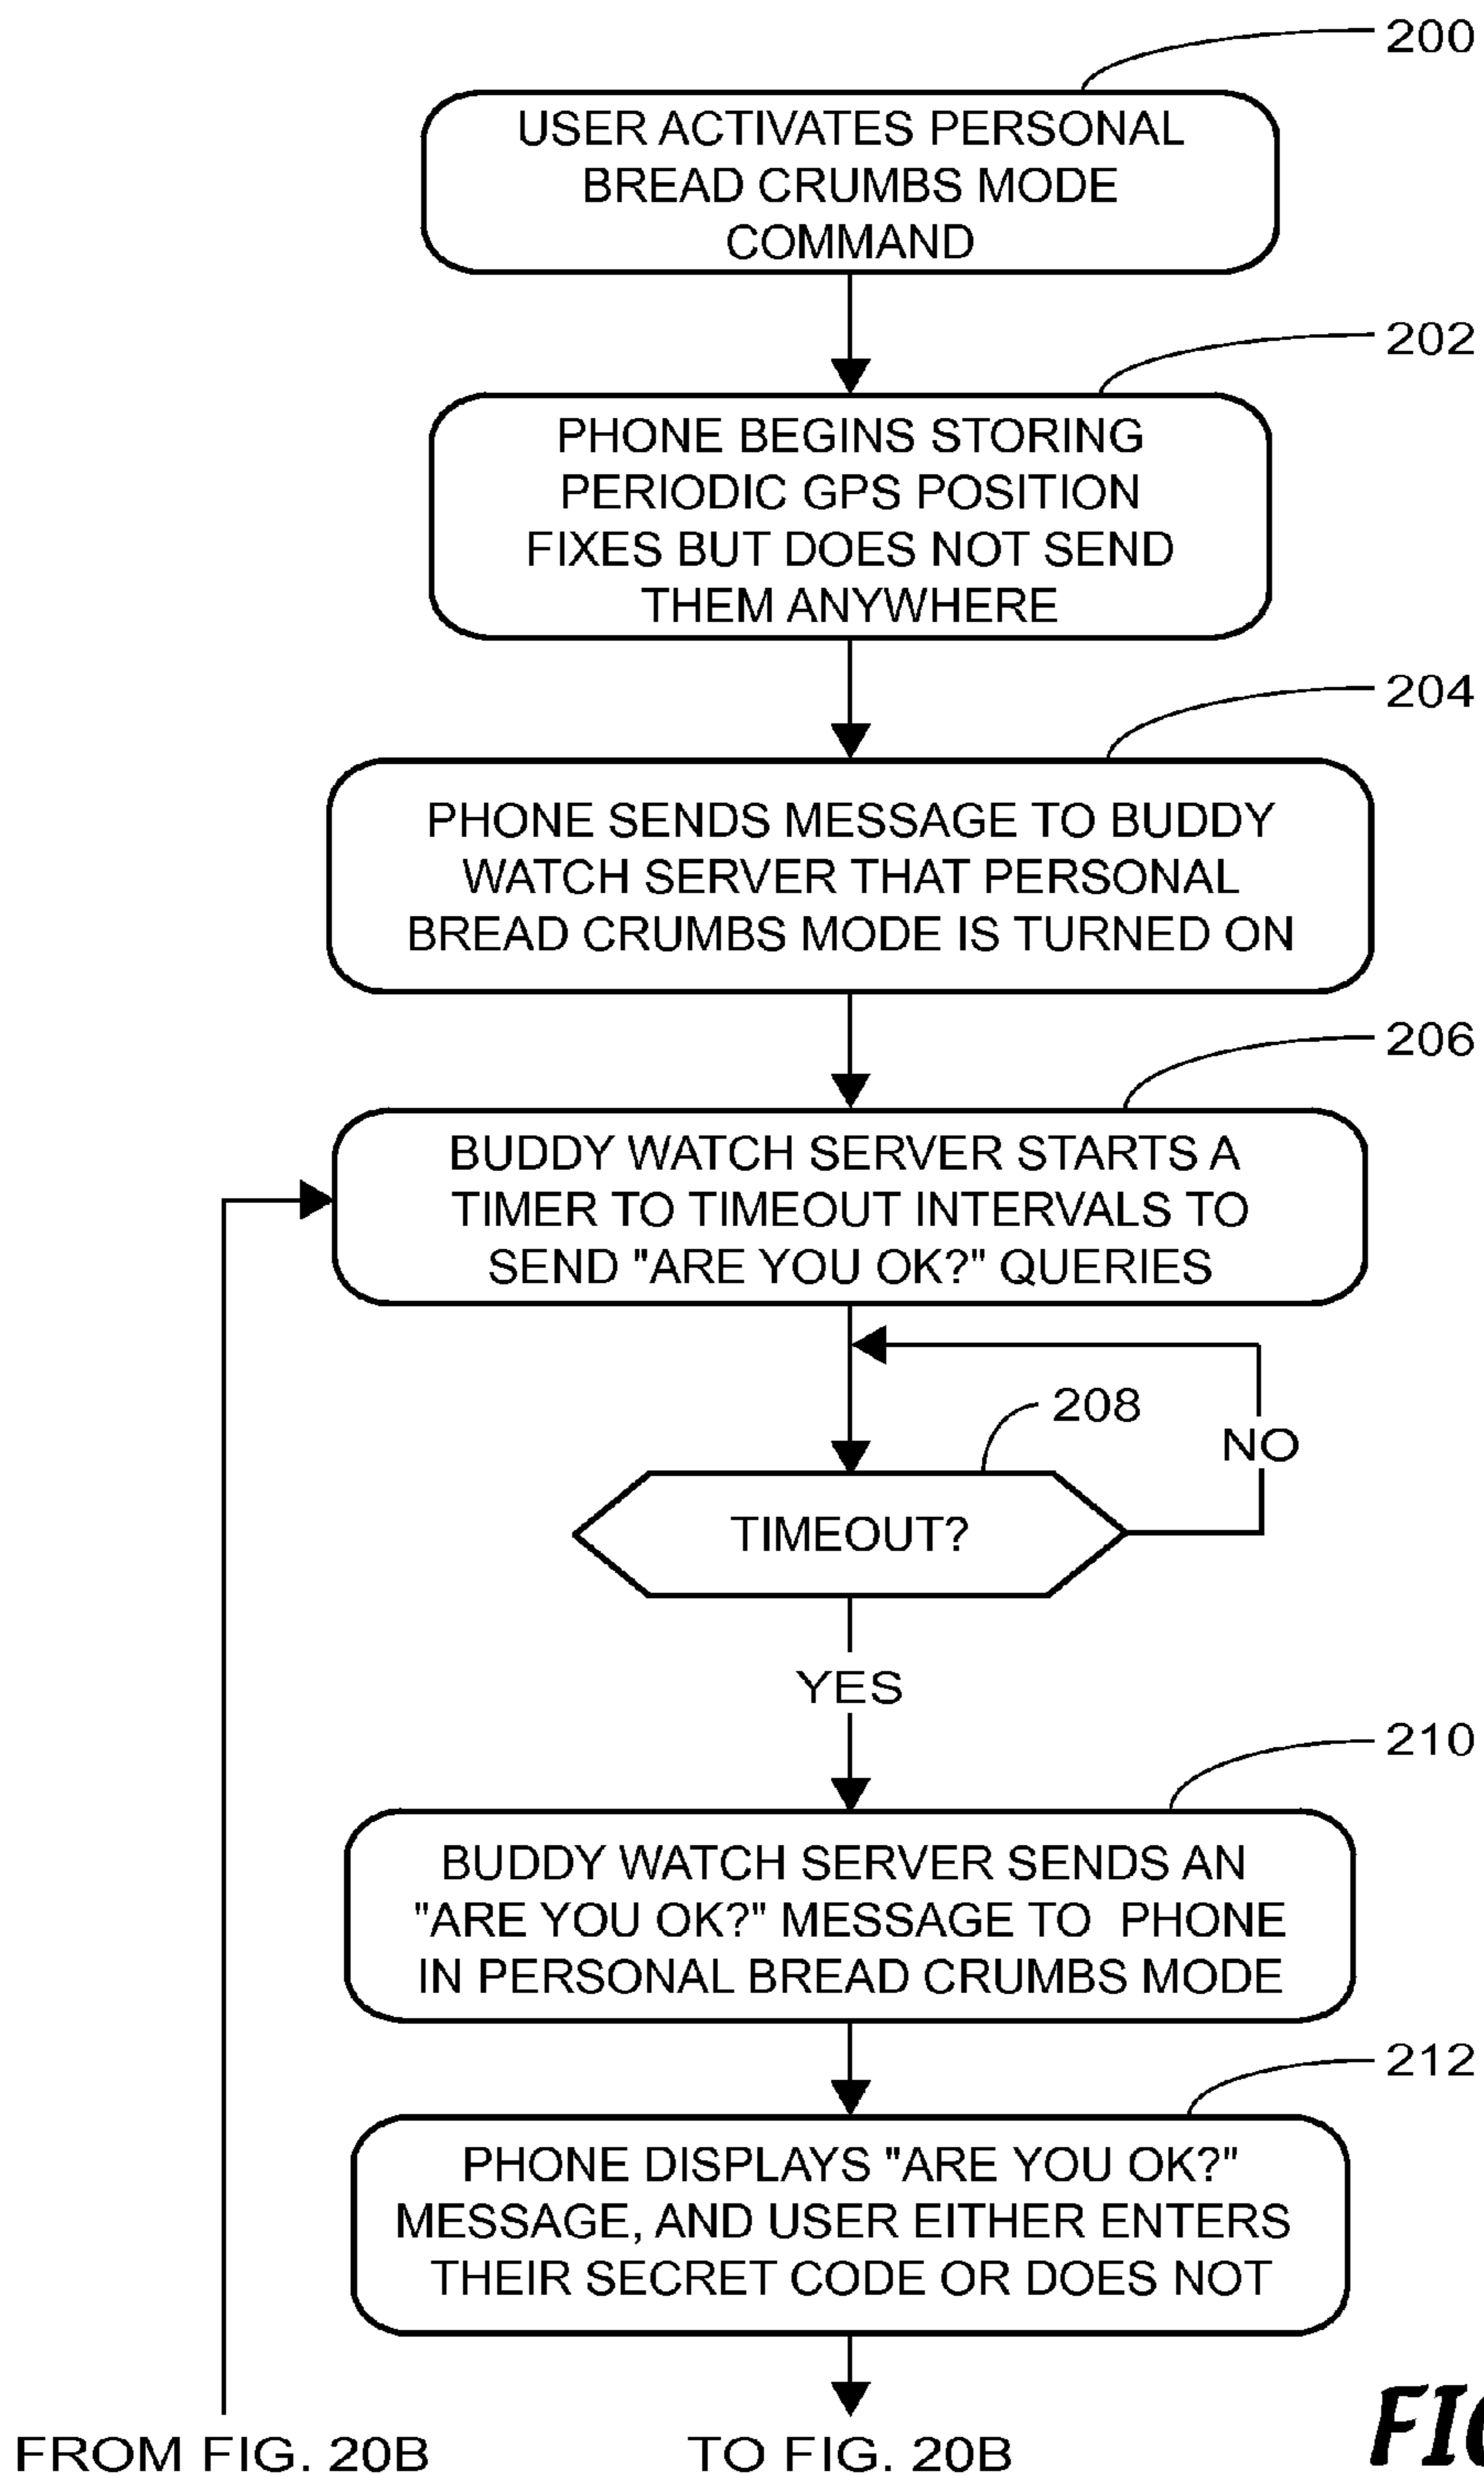 200
USER ACTIVATES PERSONAL
BREAD CRUMBS MODE
COMMAND
202
PHONE BEGINS STORING
PERIODIC GPS POSITION
FIXES BUT DOES NOT SEND
THEM ANYWHERE
204
PHONE SENDS MESSAGE TO BUDDY
WATCH SERVER THAT PERSONAL
BREAD CRUMBS MODE IS TURNED ON
206
BUDDY WATCH SERVER STARTS A
TIMER TO TIMEOUT INTERVALS TO
SEND "ARE YOU OK?" QUERIES
208
NO
TIMEOUT?
YES
210
BUDDY WATCH SERVER SENDS AN
"ARE YOU OK?" MESSAGE TO PHONE
IN PERSONAL BREAD CRUMBS MODE
212
PHONE DISPLAYS "ARE YOU OK?"
MESSAGE, AND USER EITHER ENTERS
THEIR SECRET CODE OR DOES NOT
FROM FIG. 20B
TO FIG. 20B